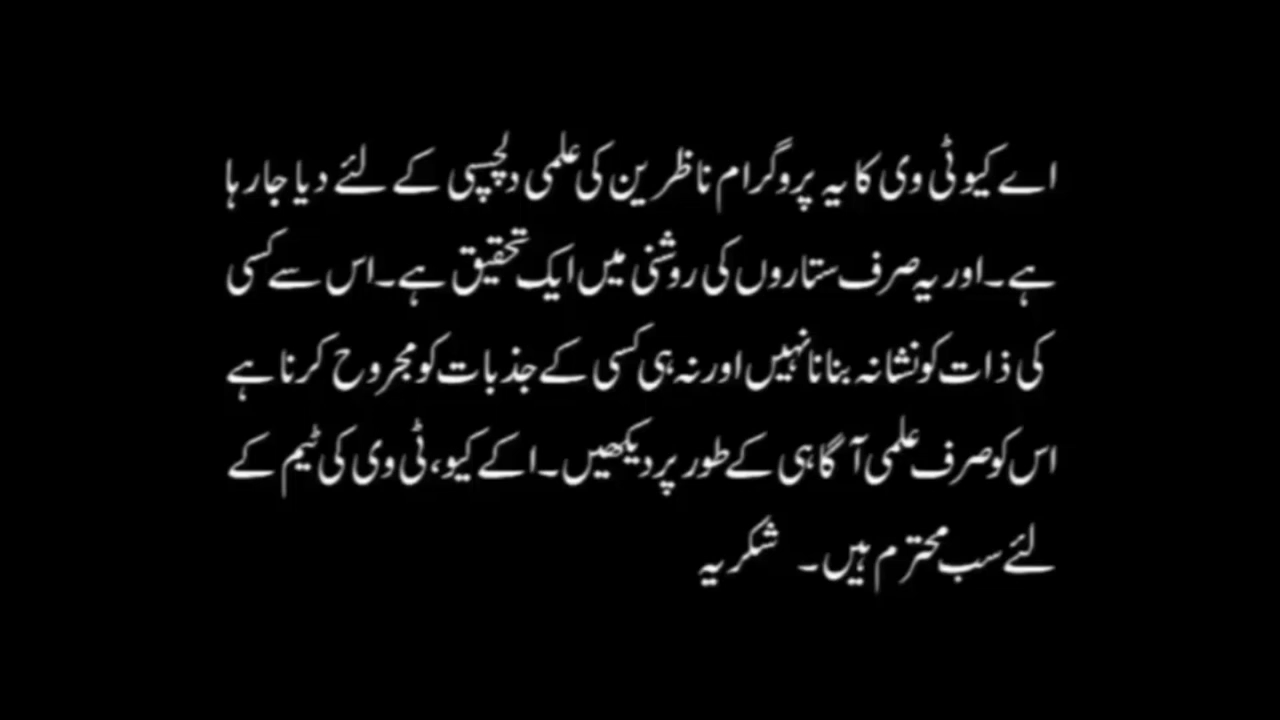 اے کیو ٹی وی کا یہ پروگرام ناظرین کی علمی دلچسپی کے لئے دیا جارہا
ہے۔اور یہ صرف ستاروں کی روشنی میں ایک تحقیق ہے۔اس سے کسی
کی ذات کو نشانہ بنانا نہیں اور نہ ہی کسی کے جذبات کو مجروح کرنا ہے
اس کو صرف علمی آگاہی کے طور پر دیکھیں۔اکے کیو،ٹی وی کی ٹیم کے
لئے سب محترم ہیں۔ شکریہ